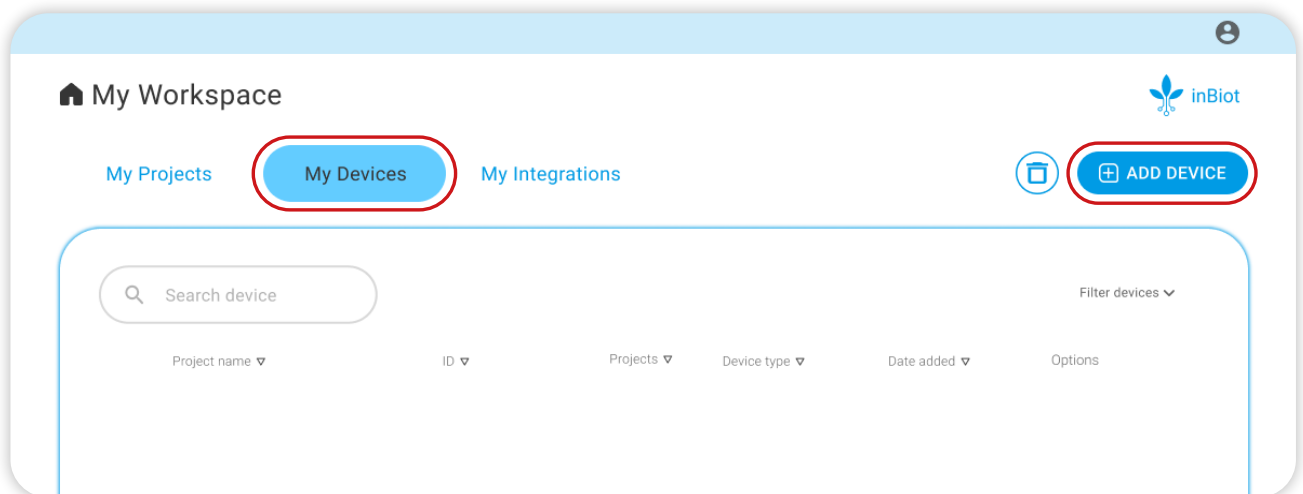 My Workspace
inBiot
My Projects
My Devices
My Integrations
ADD DEVICE
Search device
Filter devices
Project name
ID
Projects
Device type
Date added
Options